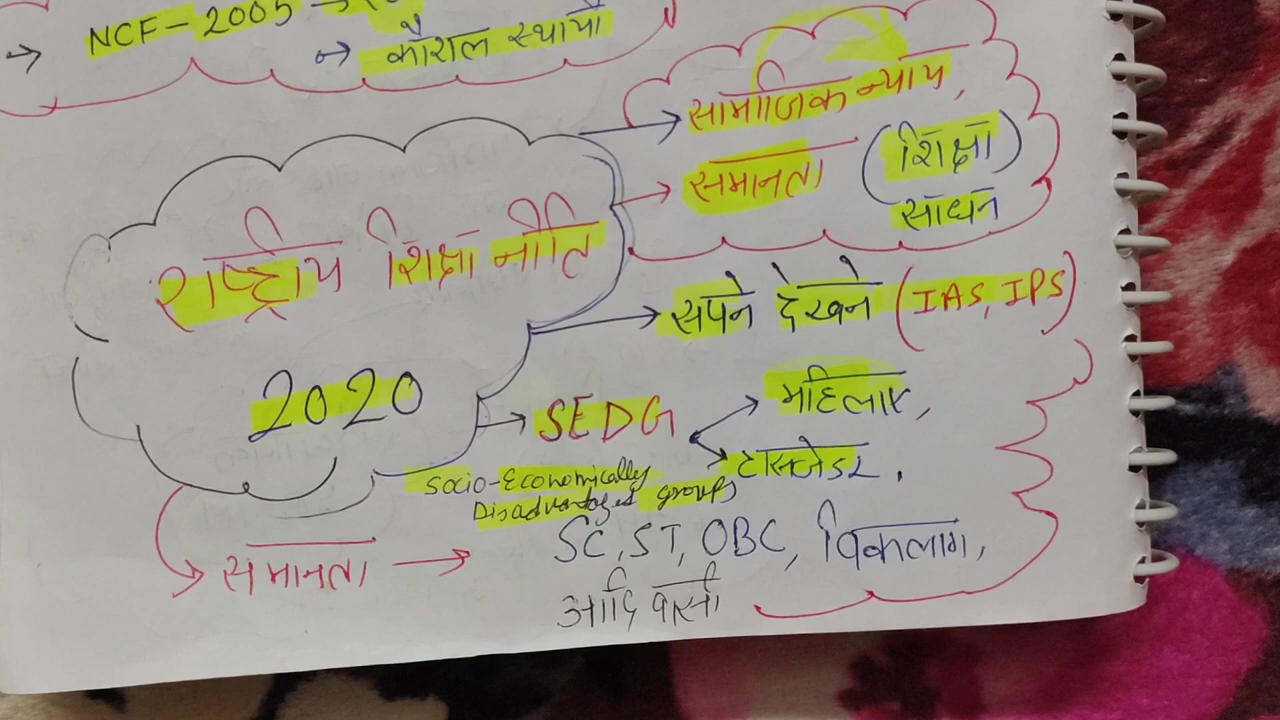 → NCF-2005 →
→ कौशल स्थायी
→ सामाजिक न्याय,
→ समानता (शिक्षा)
साधन
राष्ट्रीय शिक्षा नीति
2020
→ सपने देखने (IAS, IPS)
→ SEDG → महिलाएँ,
→ ट्रांसजेंडर.
Socio-Economically
Disadvantaged groups
SC, ST, OBC, विकलांग,
आदिवासी
→ समानता →